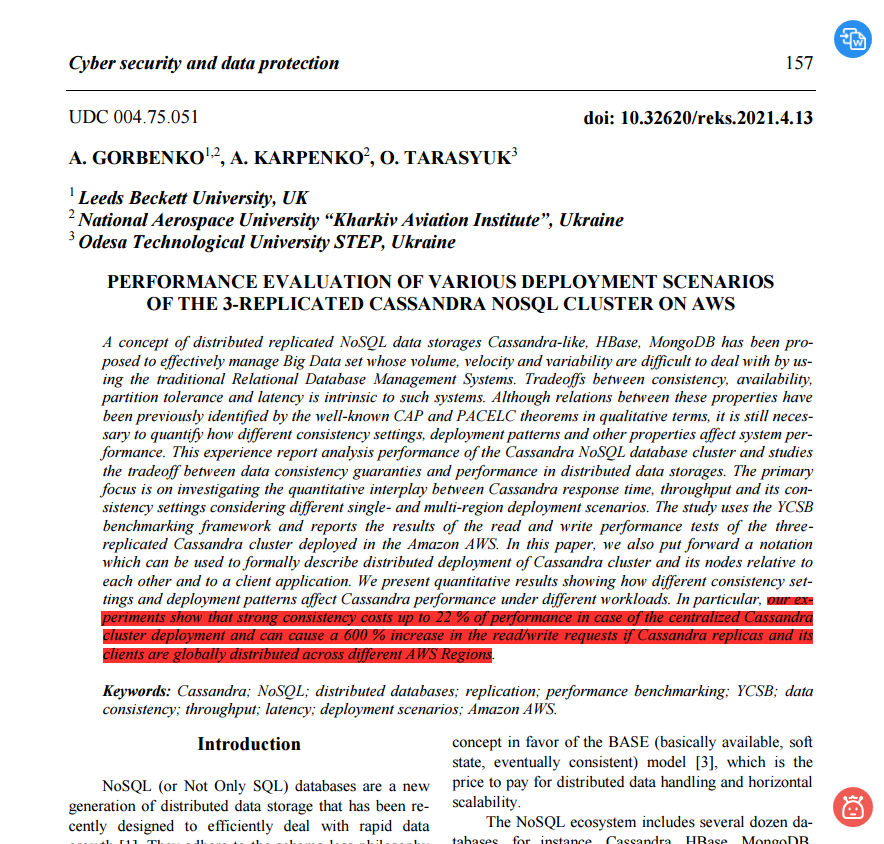 Cyber security and data protection 157
UDC 004.75.051 doi: 10.32620/reks.2021.4.13
A. GORBENKO1,2, A. KARPENKO2, O. TARASYUK3
1 Leeds Beckett University, UK
2 National Aerospace University “Kharkiv Aviation Institute”, Ukraine
3 Odesa Technological University STEP, Ukraine
PERFORMANCE EVALUATION OF VARIOUS DEPLOYMENT SCENARIOS
OF THE 3-REPLICATED CASSANDRA NOSQL CLUSTER ON AWS
A concept of distributed replicated NoSQL data storages Cassandra-like, HBase, MongoDB has been pro-
posed to effectively manage Big Data set whose volume, velocity and variability are difficult to deal with by us-
ing the traditional Relational Database Management Systems. Tradeoffs between consistency, availability,
partition tolerance and latency is intrinsic to such systems. Although relations between these properties have
been previously identified by the well-known CAP and PACELC theorems in qualitative terms, it is still neces-
sary to quantify how different consistency settings, deployment patterns and other properties affect system per-
formance. This experience report analysis performance of the Cassandra NoSQL database cluster and studies
the tradeoff between data consistency guaranties and performance in distributed data storages. The primary
focus is on investigating the quantitative interplay between Cassandra response time, throughput and its con-
sistency settings considering different single- and multi-region deployment scenarios. The study uses the YCSB
benchmarking framework and reports the results of the read and write performance tests of the three-
replicated Cassandra cluster deployed in the Amazon AWS. In this paper, we also put forward a notation
which can be used to formally describe distributed deployment of Cassandra cluster and its nodes relative to
each other and to a client application. We present quantitative results showing how different consistency set-
tings and deployment patterns affect Cassandra performance under different workloads. In particular, our ex-
periments show that strong consistency costs up to 22 % of performance in case of the centralized Cassandra
cluster deployment and can cause a 600 % increase in the read/write requests if Cassandra replicas and its
clients are globally distributed across different AWS Regions.
Keywords: Cassandra; NoSQL; distributed databases; replication; performance benchmarking; YCSB; data
consistency; throughput; latency; deployment scenarios; Amazon AWS.
Introduction
NoSQL (or Not Only SQL) databases are a new
generation of distributed data storage that has been re-
cently designed to efficiently deal with rapid data
concept in favor of the BASE (basically available, soft
state, eventually consistent) model [3], which is the
price to pay for distributed data handling and horizontal
scalability.
The NoSQL ecosystem includes several dozen da-
tabases, for instance, Cassandra, HBase, MongoDB,